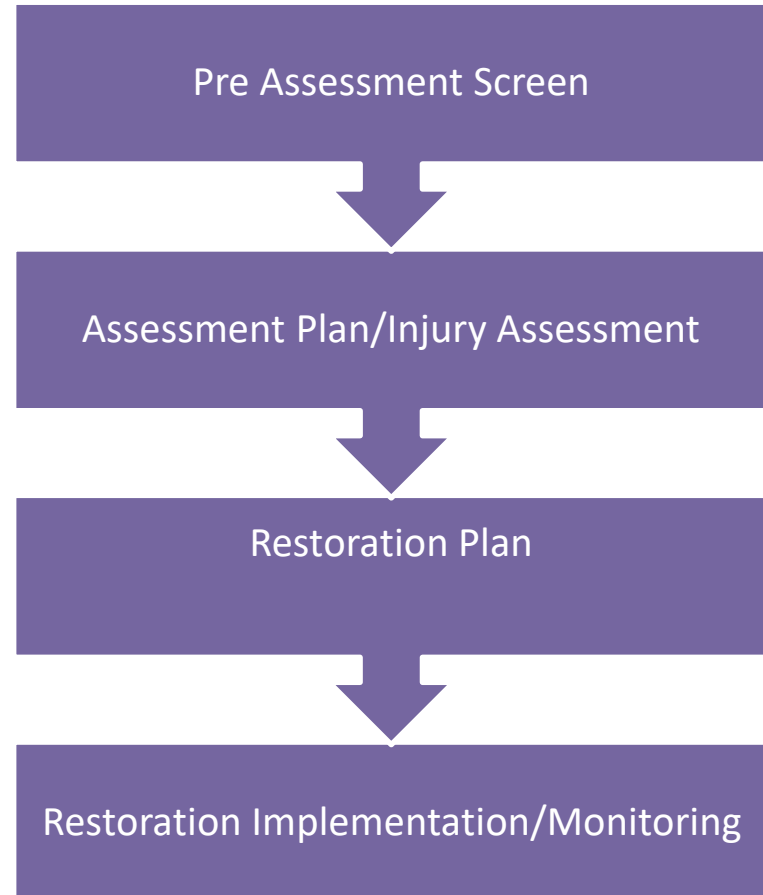 Pre Assessment Screen
Assessment Plan/Injury Assessment
Restoration Plan
Restoration Implementation/Monitoring